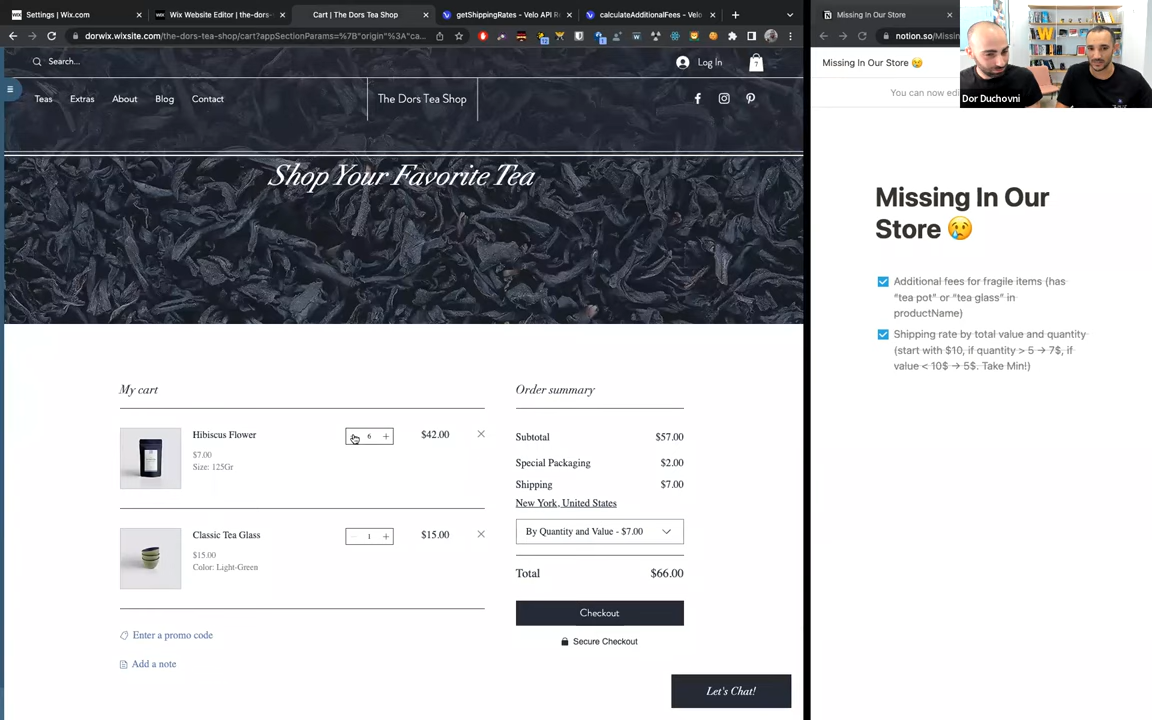 Settings | Wix.com
Wix Website Editor | the-dors-
Cart | The Dors Tea Shop
getShippingRates - Velo API R
calculateAdditionalFees - Velo
Missing In Our Store
dorwix.wixsite.com/the-dors-tea-shop/cart?appSectionParams=%7B"origin"%3A"ca...
notion.so/Missin
Missing In Our Store 😢
You can now edi
Dor Duchovni
Search...
Log In
7
Teas
Extras
About
Blog
Contact
The Dors Tea Shop
Shop Your Favorite Tea
My cart
Hibiscus Flower
$7.00
Size: 125Gr
6
$42.00
Classic Tea Glass
$15.00
Color: Light-Green
1
$15.00
Enter a promo code
Add a note
Order summary
Subtotal $57.00
Special Packaging $2.00
Shipping $7.00
New York, United States
By Quantity and Value - $7.00
Total $66.00
Checkout
Secure Checkout
Let's Chat!
Missing In Our
Store 😢
Additional fees for fragile items (has
"tea pot" or "tea glass" in
productName)
Shipping rate by total value and quantity
(start with $10, if quantity > 5 → 7$, if
value < 10$ → 5$. Take Min!)